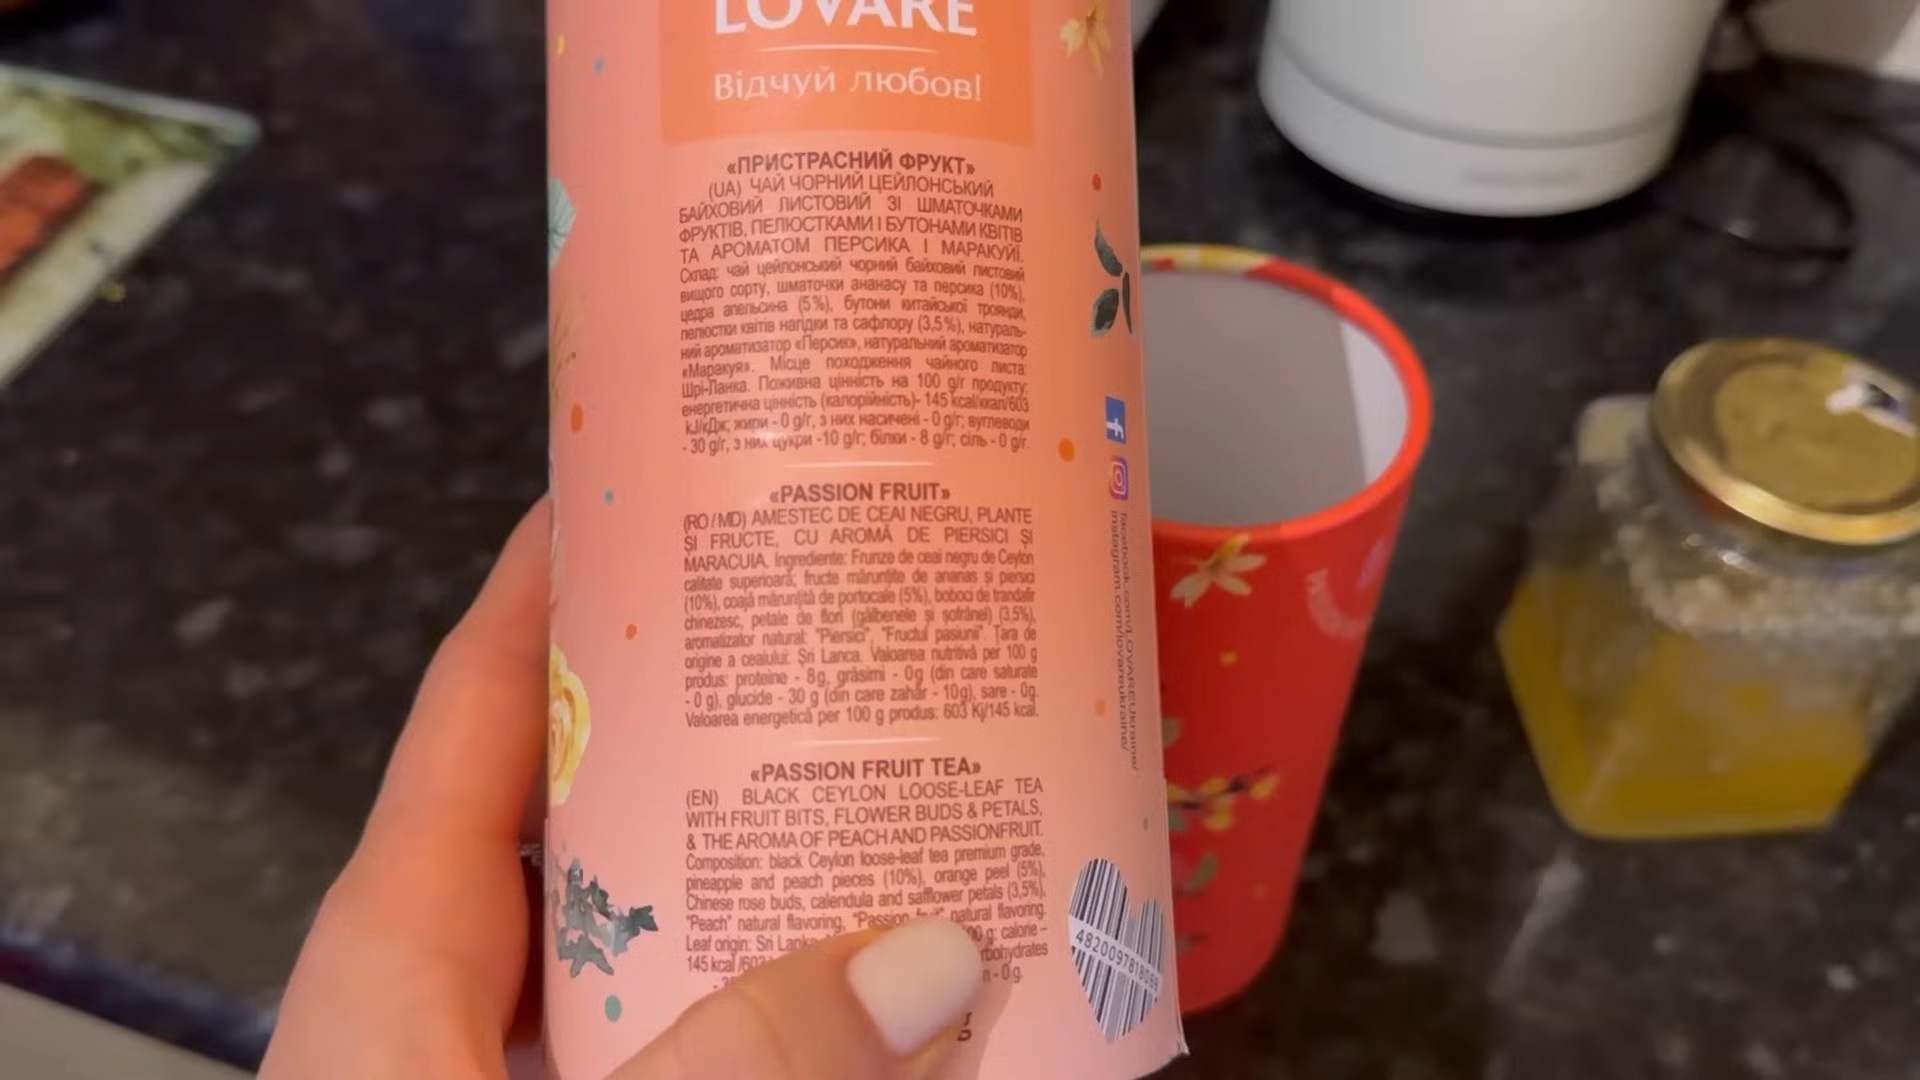 LOVARE
Відчуй любов!
«ПРИСТРАСНИЙ ФРУКТ»
(UA) ЧАЙ ЧОРНИЙ ЦЕЙЛОНСЬКИЙ
БАЙХОВИЙ ЛИСТОВИЙ ЗІ ШМАТОЧКАМИ
ФРУКТІВ, ПЕЛЮСТКАМИ І БУТОНАМИ КВІТІВ
ТА АРОМАТОМ ПЕРСИКА І МАРАКУЙЇ.
Склад: чай цейлонський чорний байховий листовий
вищого сорту, шматочки ананасу та персика (10%),
цедра апельсина (5%), бутони китайської троянди,
пелюстки квітів нагідки та сафлору (3,5%), натураль-
ний ароматизатор «Персик», натуральний ароматизатор
«Маракуя». Місце походження чайного листа:
Шрі-Ланка. Поживна цінність на 100 g/г продукту:
енергетична цінність (калорійність)- 145 kcal/ккал/603
kJ/кДж; жири - 0 g/г, з них насичені - 0 g/г; вуглеводи
- 30 g/г, з них цукри -10 g/г; білки - 8 g/г; сіль - 0 g/г.
«PASSION FRUIT»
(RO/MD) AMESTEC DE CEAI NEGRU, PLANTE
ȘI FRUCTE, CU AROMĂ DE PIERSICI ȘI
MARACUIA. Ingrediente: Frunze de ceai negru de Ceylon
calitate superioară; fructe mărunțite de ananas și piersici
(10%), coajă mărunțită de portocale (5%), boboci de trandafir
chinezesc, petale de flori (gălbenele și șofrănel) (3,5%),
aromatizator natural: "Piersici", "Fructul pasiunii". Țara de
origine a ceaiului: Șri Lanca. Valoarea nutritivă per 100 g
produs: proteine - 8g, grăsimi - 0g (din care saturate
- 0 g), glucide - 30 g (din care zahăr - 10g), sare - 0g.
Valoarea energetică per 100 g produs: 603 Kj/145 kcal.
«PASSION FRUIT TEA»
(EN) BLACK CEYLON LOOSE-LEAF TEA
WITH FRUIT BITS, FLOWER BUDS & PETALS,
& THE AROMA OF PEACH AND PASSIONFRUIT.
Composition: black Ceylon loose-leaf tea premium grade,
pineapple and peach pieces (10%), orange peel (5%),
Chinese rose buds, calendula and safflower petals (3,5%),
"Peach" natural flavoring, "Passion fruit" natural flavoring.
Leaf origin: Sri Lanka calorie –
145 kcal /603
- 0 g.
facebook.com/LOVARE.Ukraine/
instagram.com/lovareukraine/
4820097818069